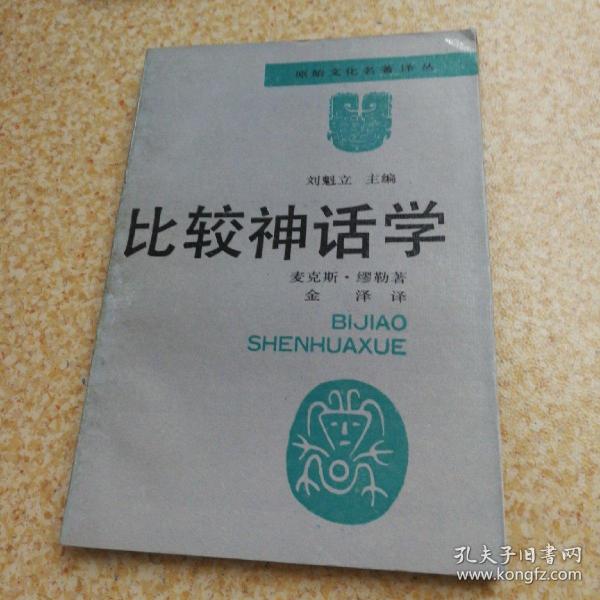 原始文化名著译丛
刘魁立 主编
比较神话学
麦克斯·缪勒著
金 泽 译
BIJIAO
SHENHUAXUE
孔夫子旧书网
www.kongfz.com